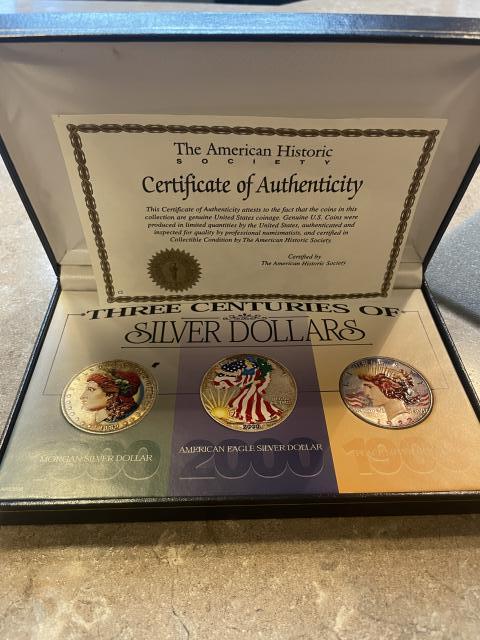 The American Historic
SOCIETY
Certificate of Authenticity
This Certificate of Authenticity attests to the fact that the coins in this
collection are genuine United States coinage. Genuine U.S. Coins were
produced in limited quantities by the United States, authenticated and
inspected for quality by professional numismatists, and certified in
Collectible Condition by The American Historic Society.
Certified by
The American Historic Society
THREE CENTURIES OF
SILVER DOLLARS
2000
MORGAN SILVER DOLLAR
AMERICAN EAGLE SILVER DOLLAR
2000